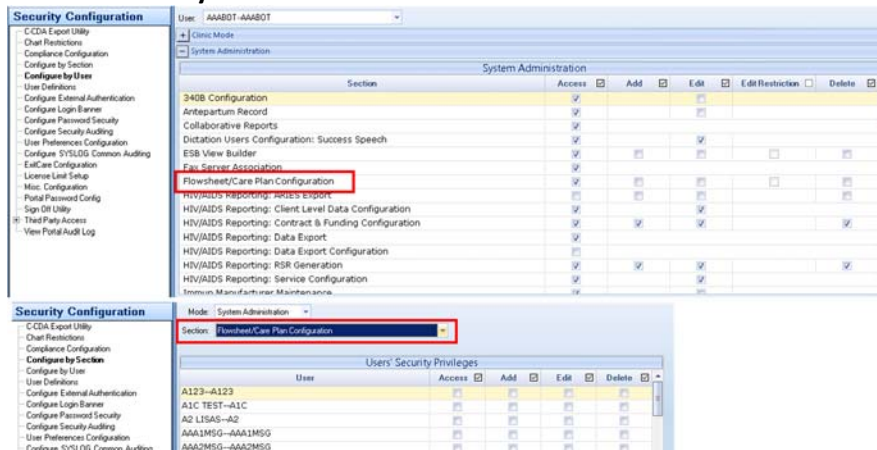 Security Configuration
C-CDA Export Utility
Chart Restrictions
Compliance Configuration
Configure by Section
Configure by User
User Definitions
Configure External Authentication
Configure Login Banner
Configure Password Security
Configure Security Auditing
User Preferences Configuration
Configure SYSLOG Common Auditing
ExitCare Configuration
License Limit Setup
Misc. Configuration
Portal Password Config
Sign Off Utility
Third Party Access
View Portal Audit Log
User: AAABOT-AAABOT
Clinic Mode
System Administration
System Administration
Section Access Add Edit Edit Restriction Delete
340B Configuration
Antepartum Record
Collaborative Reports
Dictation Users Configuration: Success Speech
ESB View Builder
Fax Server Association
Flowsheet/Care Plan Configuration
HIV/AIDS Reporting: ARIES Export
HIV/AIDS Reporting: Client Level Data Configuration
HIV/AIDS Reporting: Contract & Funding Configuration
HIV/AIDS Reporting: Data Export
HIV/AIDS Reporting: Data Export Configuration
HIV/AIDS Reporting: RSR Generation
HIV/AIDS Reporting: Service Configuration
Immun Manufacturer Maintenance
Security Configuration
C-CDA Export Utility
Chart Restrictions
Compliance Configuration
Configure by Section
Configure by User
User Definitions
Configure External Authentication
Configure Login Banner
Configure Password Security
Configure Security Auditing
User Preferences Configuration
Configure SYSLOG Common Auditing
Mode: System Administration
Section: Flowsheet/Care Plan Configuration
Users' Security Privileges
User Access Add Edit Delete
A123--A123
A1C TEST--A1C
A2 LISAS--A2
AAA1MSG--AAA1MSG
AAA2MSG--AAA2MSG